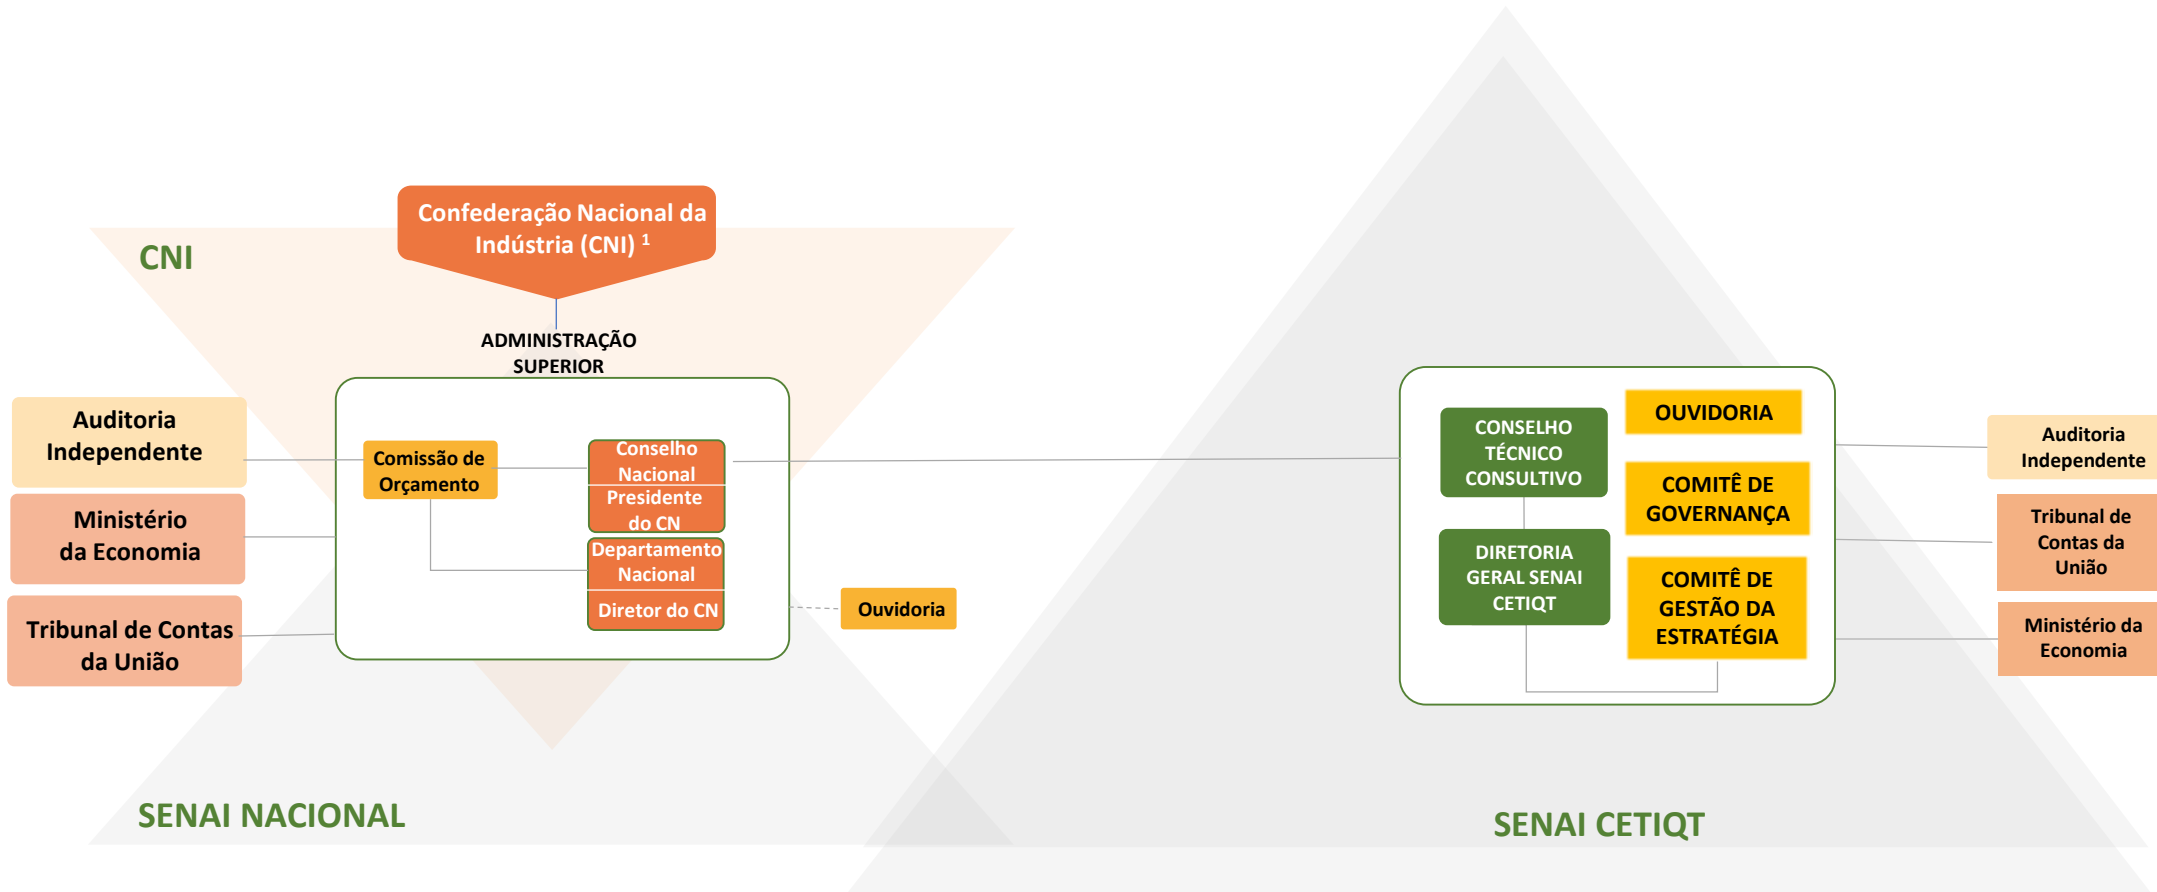 Confederação Nacional da
Indústria (CNI) 1
CNI
ADMINISTRAÇÃO
SUPERIOR
Auditoria
Independente
Ministério
da Economia
Tribunal de Contas
da União
Comissão de
Orçamento
Conselho
Nacional
Presidente
do CN
Departamento
Nacional
Diretor do CN
Ouvidoria
SENAI NACIONAL
CONSELHO
TÉCNICO
CONSULTIVO
DIRETORIA
GERAL SENAI
CETIQT
OUVIDORIA
COMITÊ DE
GOVERNANÇA
COMITÊ DE
GESTÃO DA
ESTRATÉGIA
Auditoria
Independente
Tribunal de
Contas da
União
Ministério da
Economia
SENAI CETIQT